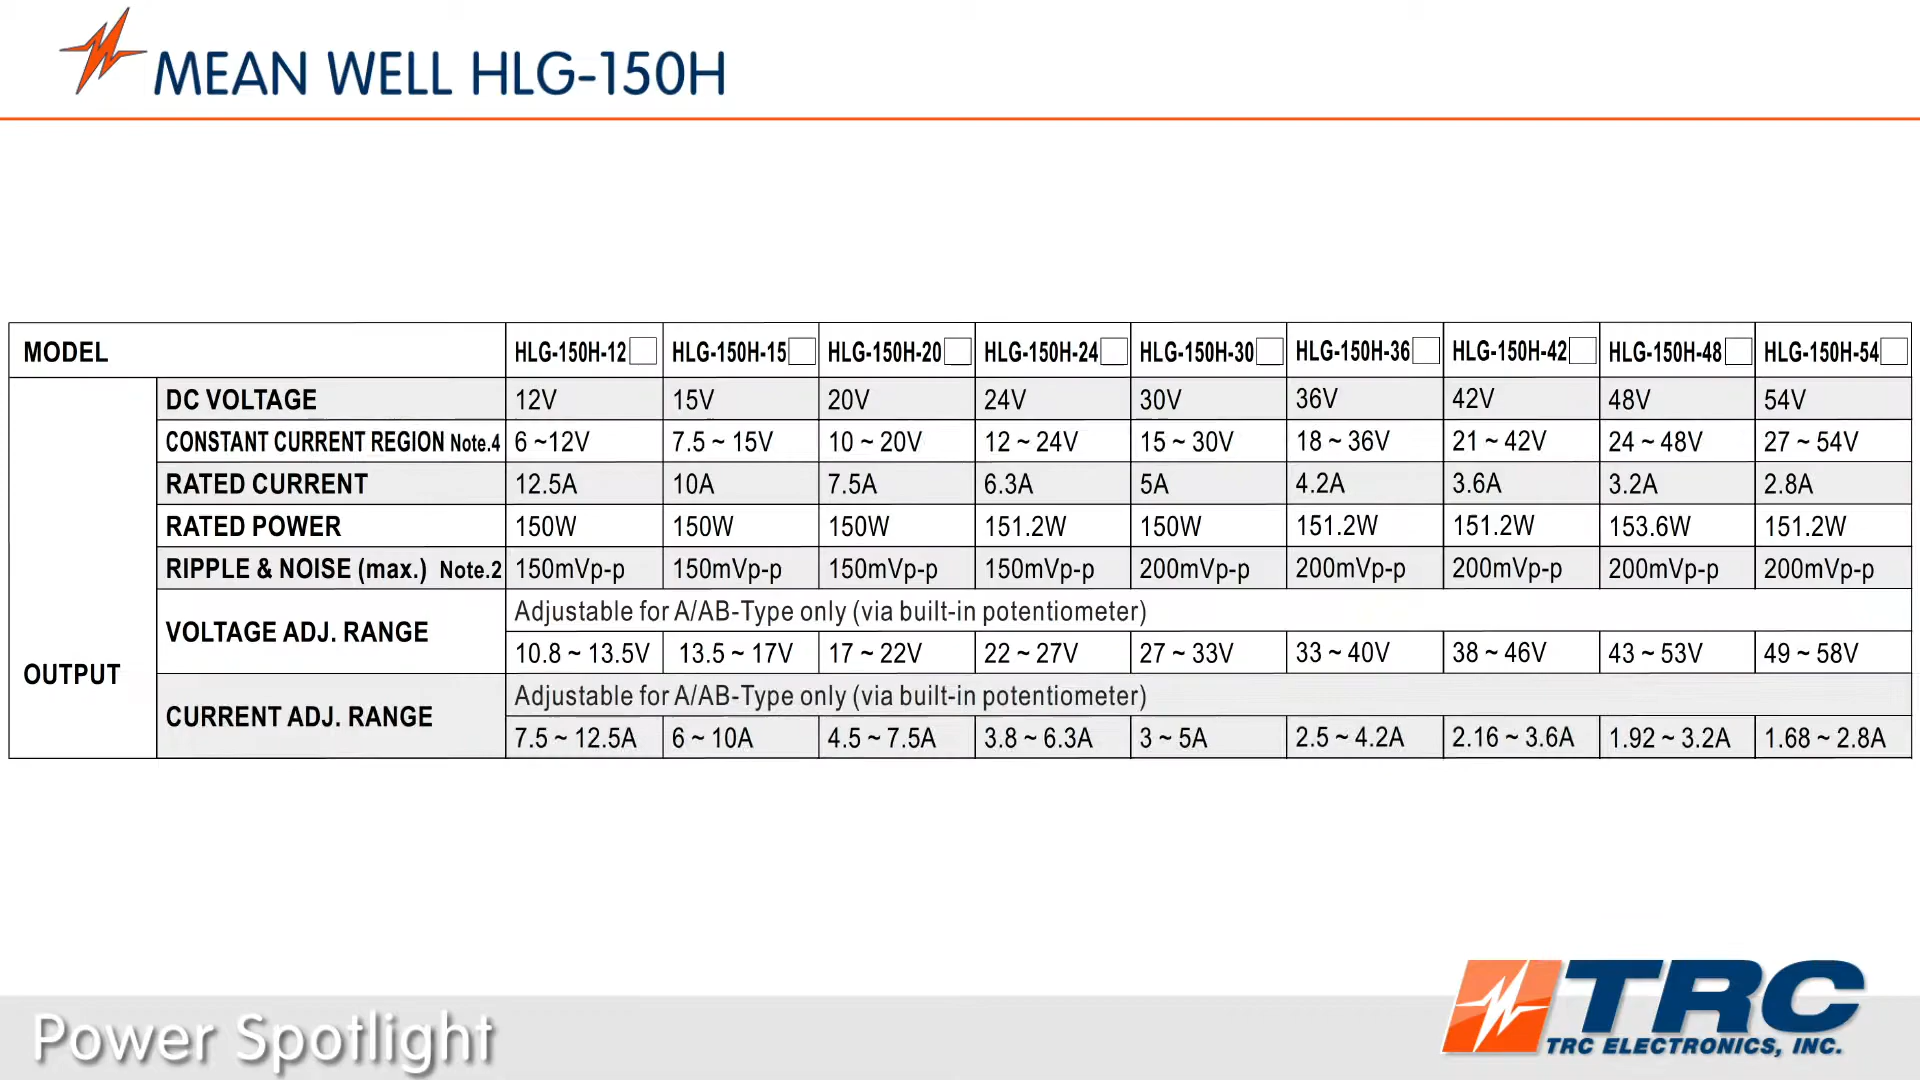 MEAN WELL HLG-150H
MODEL HLG-150H-12 HLG-150H-15 HLG-150H-20 HLG-150H-24 HLG-150H-30 HLG-150H-36 HLG-150H-42 HLG-150H-48 HLG-150H-54
DC VOLTAGE 12V 15V 20V 24V 30V 36V 42V 48V 54V
CONSTANT CURRENT REGION Note.4 6 ~12V 7.5 ~ 15V 10 ~ 20V 12 ~ 24V 15 ~ 30V 18 ~ 36V 21 ~ 42V 24 ~ 48V 27 ~ 54V
RATED CURRENT 12.5A 10A 7.5A 6.3A 5A 4.2A 3.6A 3.2A 2.8A
RATED POWER 150W 150W 150W 151.2W 150W 151.2W 151.2W 153.6W 151.2W
RIPPLE & NOISE (max.) Note.2 150mVp-p 150mVp-p 150mVp-p 150mVp-p 200mVp-p 200mVp-p 200mVp-p 200mVp-p 200mVp-p
Adjustable for A/AB-Type only (via built-in potentiometer)
VOLTAGE ADJ. RANGE
10.8 ~ 13.5V 13.5 ~ 17V 17 ~ 22V 22 ~ 27V 27 ~ 33V 33 ~ 40V 38 ~ 46V 43 ~ 53V 49 ~ 58V
OUTPUT
Adjustable for A/AB-Type only (via built-in potentiometer)
CURRENT ADJ. RANGE
7.5 ~ 12.5A 6 ~ 10A 4.5 ~ 7.5A 3.8 ~ 6.3A 3 ~ 5A 2.5 ~ 4.2A 2.16 ~ 3.6A 1.92 ~ 3.2A 1.68 ~ 2.8A
Power Spotlight
TRC
TRC ELECTRONICS, INC.